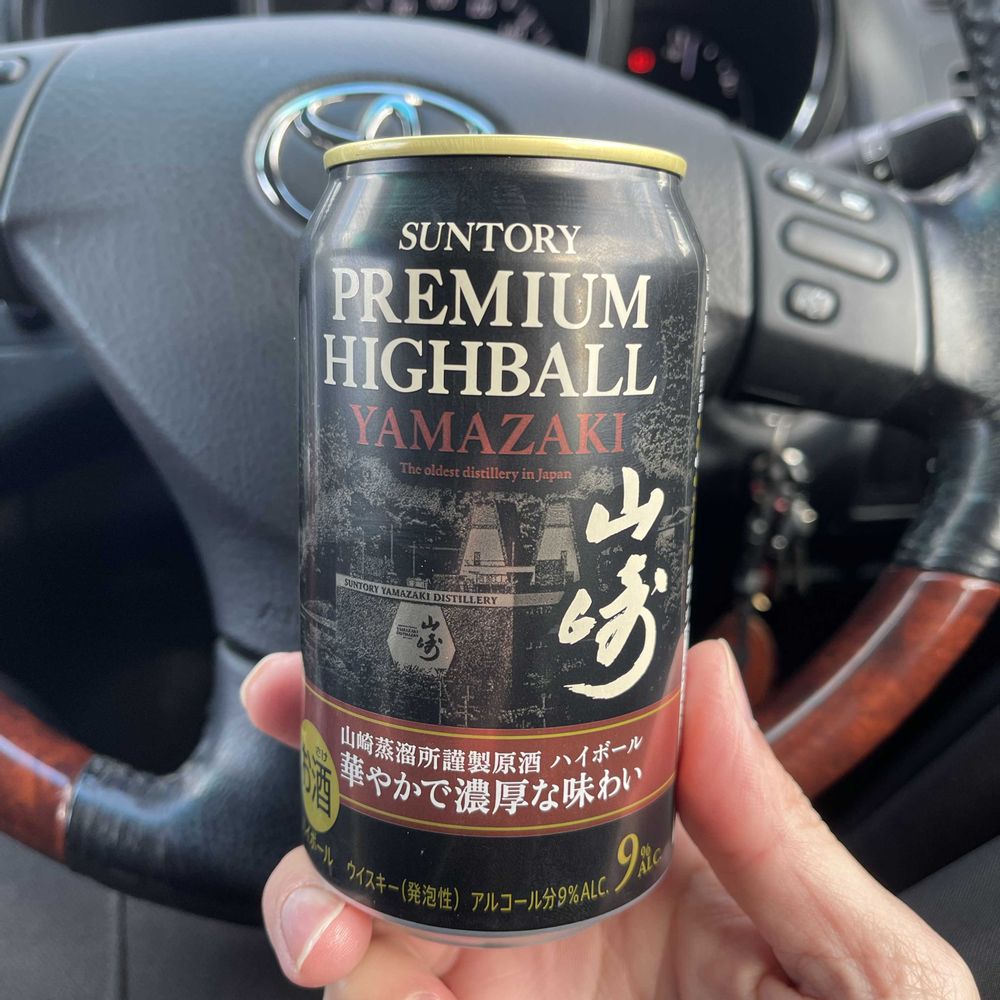 SUNTORY
PREMIUM
HIGHBALL
YAMAZAKI
The oldest distillery in Japan
山崎
SUNTORY YAMAZAKI DISTILLERY
山崎
山崎蒸溜所謹製原酒 ハイボール
華やかで濃厚な味わい
さけ
お酒
ウイスキー(発泡性) アルコール分9%ALC.
9% ALC.